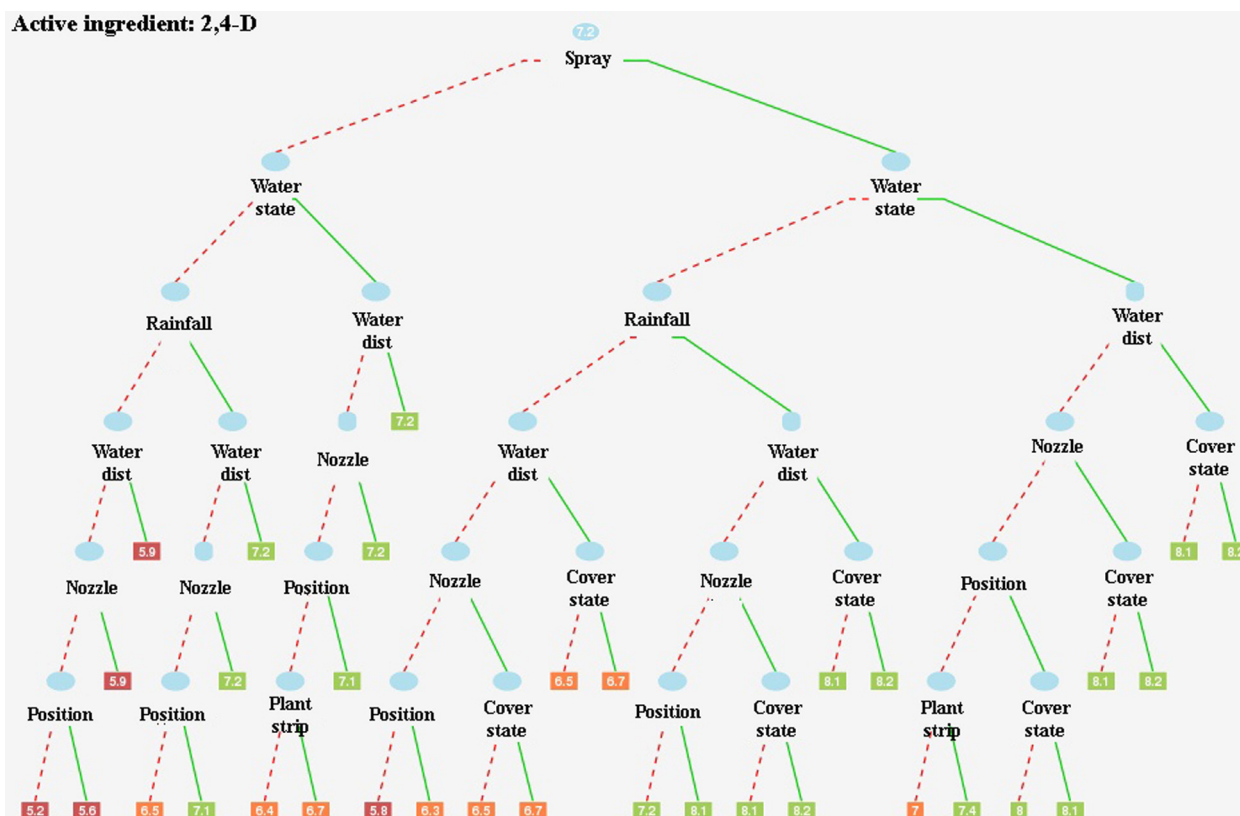 Active ingredient: 2,4-D
7.2
Spray
Water
state
Water
state
Rainfall
Water
dist
Rainfall
Water
dist
7.2
Water
dist
Water
dist
Nozzle
Water
dist
Water
dist
Nozzle
Cover
state
5.9
7.2
7.2
8.1
8.2
Nozzle
Nozzle
Position
Nozzle
Cover
state
Nozzle
Cover
state
Position
Cover
state
5.9
7.2
7.1
6.5
6.7
8.1
8.2
8.1
8.2
Position
Position
Plant
strip
Position
Cover
state
Position
Cover
state
Plant
strip
Cover
state
5.2
5.6
6.5
7.1
6.4
6.7
5.8
6.3
6.5
6.7
7.2
8.1
8.1
8.2
7
7.4
8
8.1